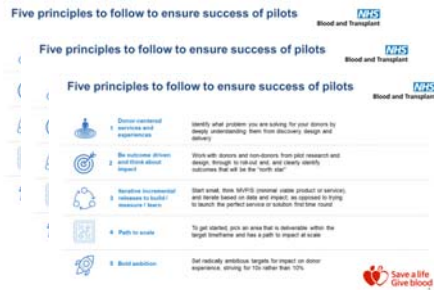 Five principles to follow to ensure success of pilots
NHS
Blood and Transplant
Five principles to follow to ensure success of pilots
NHS
Blood and Transplant
Five principles to follow to ensure success of pilots
NHS
Blood and Transplant
1 Donor-centered services and experiences
Identify what problem you are solving for your donors by
deeply understanding them from discovery, design and
delivery
2 Be outcome driven and think about impact
Work with donors and non-donors from pilot research and
design, through to roll-out and, and clearly identify
outcomes that will be the "north star"
3 Iterative incremental releases to build / measure / learn
Start small, think MVP/S (minimal viable product or service),
and iterate based on data and impact, as opposed to trying
to launch the perfect service or solution first time round
4 Path to scale
To get started, pick an area that is deliverable within the
target timeframe and has a path to impact at scale
5 Bold ambition
Set radically ambitious targets for impact on donor
experience, striving for 10x rather than 10%
Save a life
Give blood